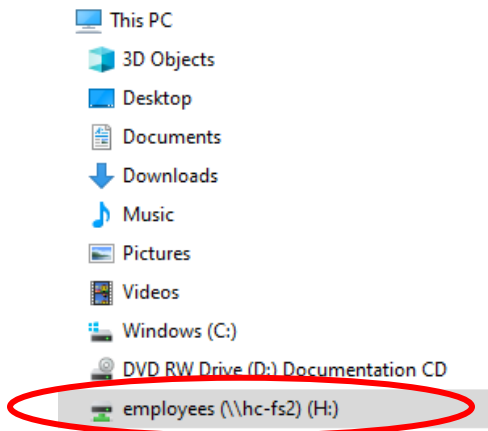 This PC
3D Objects
Desktop
Documents
Downloads
Music
Pictures
Videos
Windows (C:)
DVD RW Drive (D:) Documentation CD
employees (\\hc-fs2) (H:)